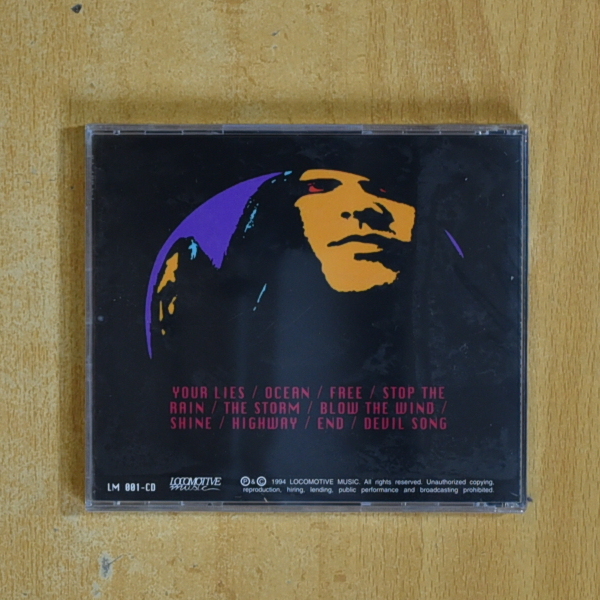 YOUR LIES / OCEAN / FREE / STOP THE
RAIN / THE STORM / BLOW THE WIND /
SHINE / HIGHWAY / END / DEVIL SONG
LM 001-CD
LOCOMOTIVE
music
℗ & © 1994 LOCOMOTIVE MUSIC. All rights reserved. Unauthorized copying,
reproduction, hiring, lending, public performance and broadcasting prohibited.